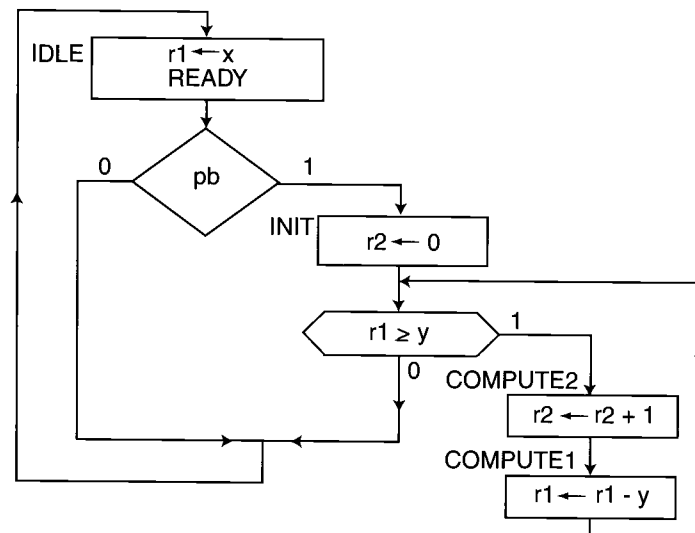 IDLE
r1 ← x
READY
0
pb
1
INIT
r2 ← 0
r1 ≥ y
1
0
COMPUTE2
r2 ← r2 + 1
COMPUTE1
r1 ← r1 - y